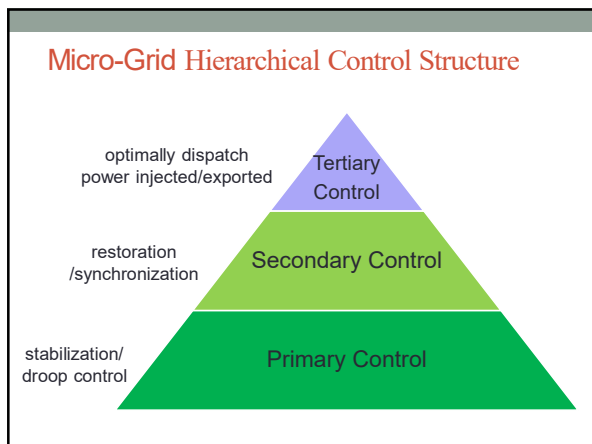 Micro-Grid Hierarchical Control Structure
optimally dispatch
power injected/exported
Tertiary
Control
restoration
/synchronization
Secondary Control
stabilization/
droop control
Primary Control